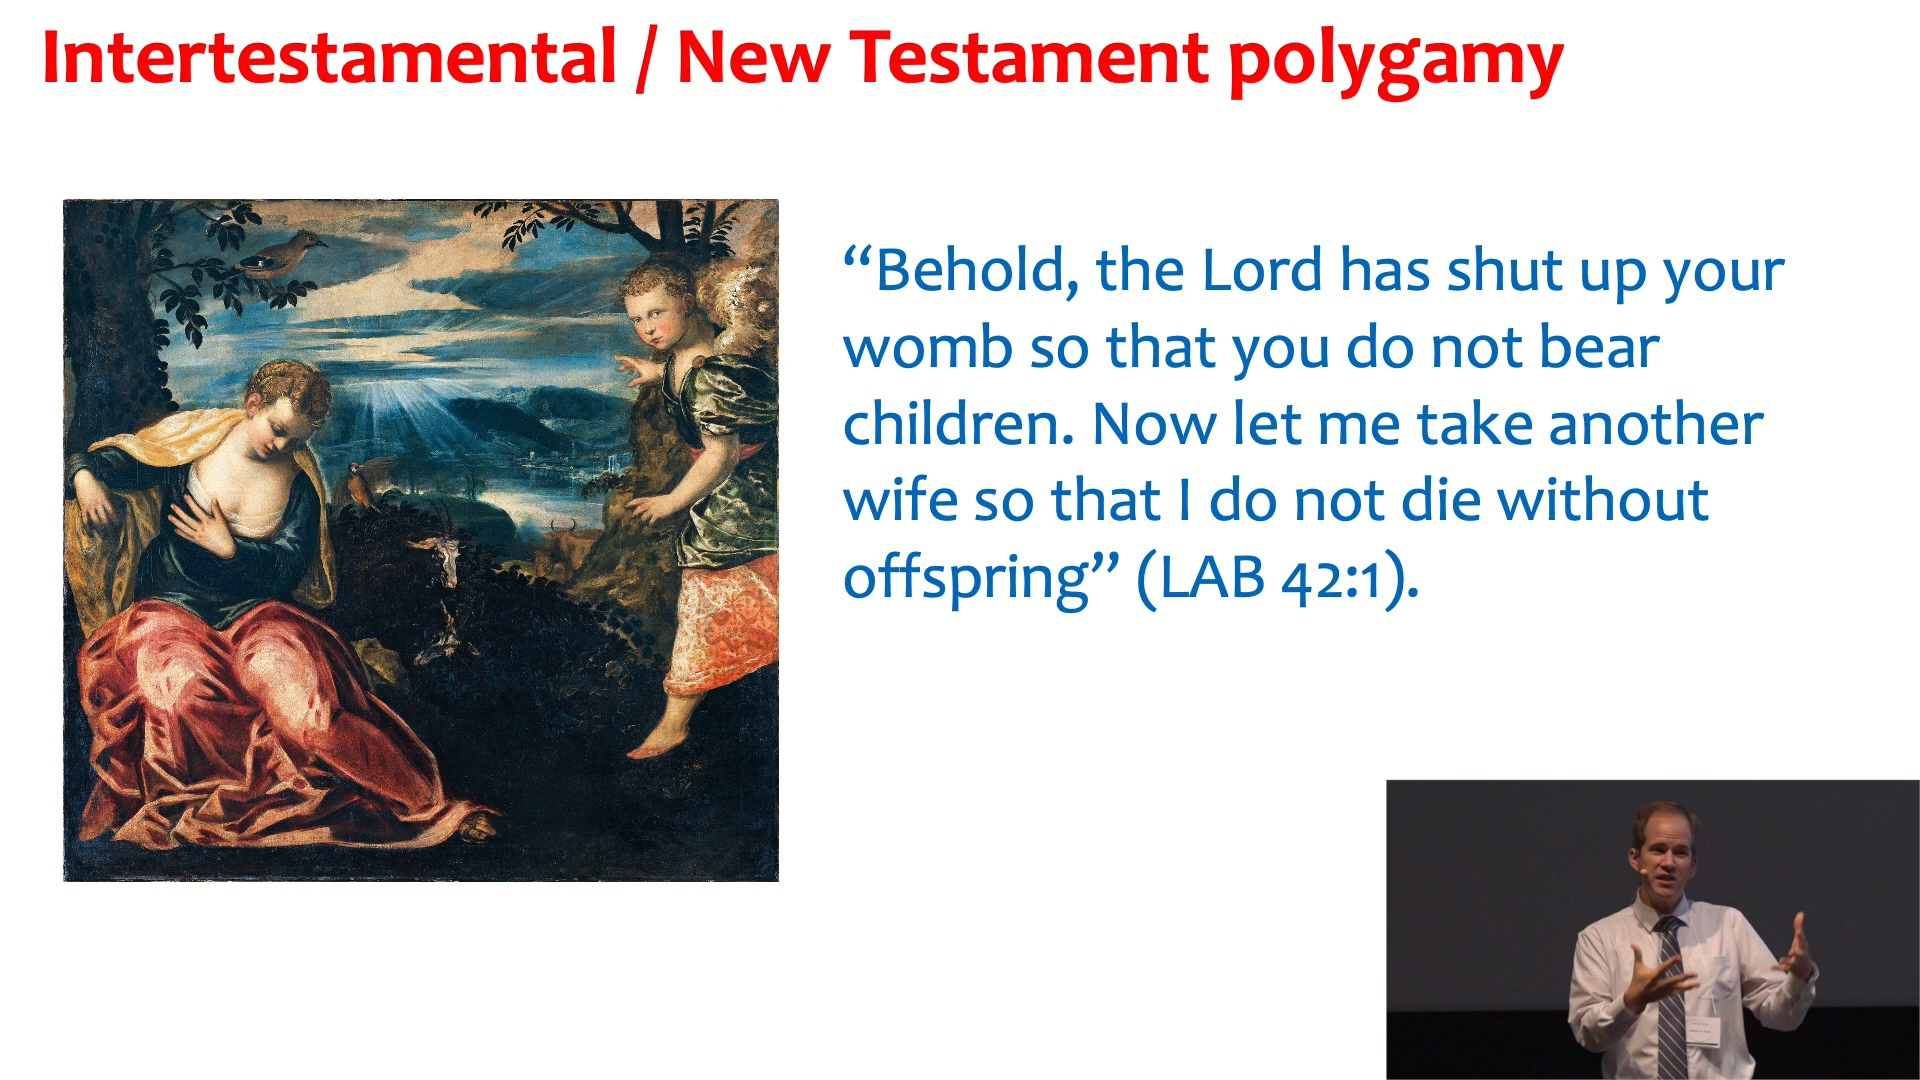 Intertestamental / New Testament polygamy
“Behold, the Lord has shut up your
womb so that you do not bear
children. Now let me take another
wife so that I do not die without
offspring” (LAB 42:1).